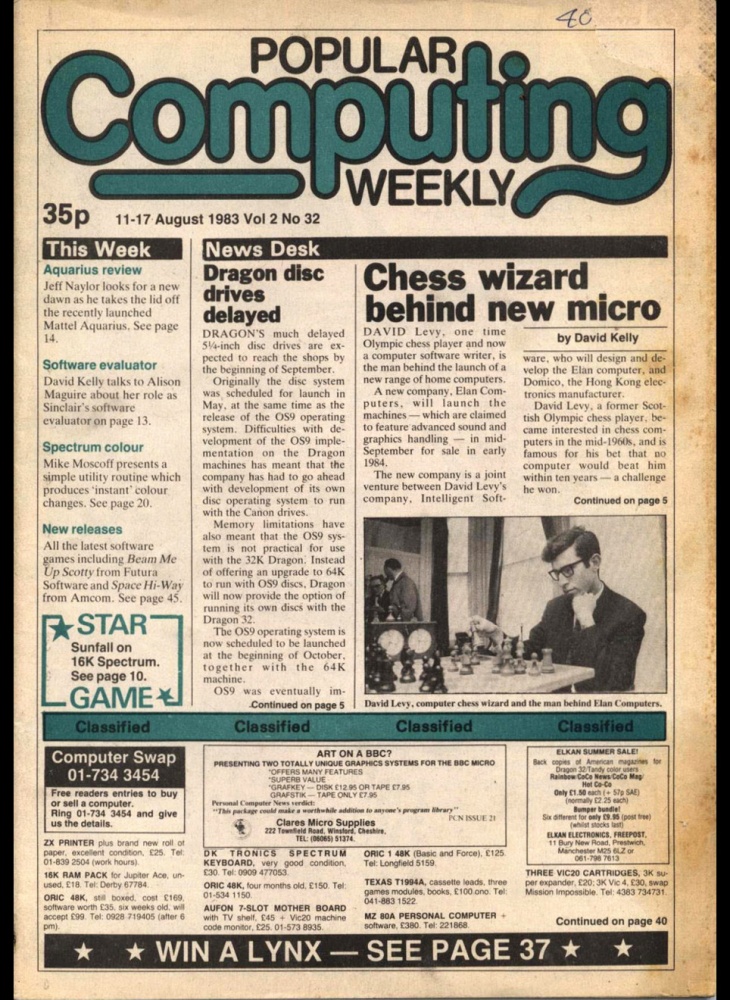 40
POPULAR
Computing
WEEKLY
35p
11-17 August 1983 Vol 2 No 32
This Week
Aquarius review
Jeff Naylor looks for a new
dawn as he takes the lid off
the recently launched
Mattel Aquarius. See page
14.
Software evaluator
David Kelly talks to Alison
Maguire about her role as
Sinclair's software
evaluator on page 13.
Spectrum colour
Mike Moscoff presents a
simple utility routine which
produces 'instant' colour
changes. See page 20.
New releases
All the latest software
games including Beam Me
Up Scotty from Futura
Software and Space Hi-Way
from Amcom. See page 45.
STAR
Sunfall on
16K Spectrum.
See page 10.
GAME
News Desk
Dragon disc
drives
delayed
DRAGON'S much delayed
5¼-inch disc drives are ex-
pected to reach the shops by
the beginning of September.
Originally the disc system
was scheduled for launch in
May, at the same time as the
release of the OS9 operating
system. Difficulties with de-
velopment of the OS9 imple-
mentation on the Dragon
machines has meant that the
company has had to go ahead
with development of its own
disc operating system to run
with the Canon drives.
Memory limitations have
also meant that the OS9 sys-
tem is not practical for use
with the 32K Dragon. Instead
of offering an upgrade to 64K
to run with OS9 discs, Dragon
will now provide the option of
running its own discs with the
Dragon 32.
The OS9 operating system is
now scheduled to be launched
at the beginning of October,
together with the 64K
machine.
OS9 was eventually im-
Continued on page 5
Chess wizard
behind new micro
DAVID Levy, one time
Olympic chess player and now
a computer software writer, is
the man behind the launch of a
new range of home computers.
A new company, Elan Com-
puters, will launch the
machines — which are claimed
to feature advanced sound and
graphics handling — in mid-
September for sale in early
1984.
The new company is a joint
venture between David Levy's
company, Intelligent Soft-
by David Kelly
ware, who will design and de-
velop the Elan computer, and
Domico, the Hong Kong elec-
tronics manufacturer.
David Levy, a former Scot-
tish Olympic chess player, be-
came interested in chess com-
puters in the mid-1960s, and is
famous for his bet that no
computer would beat him
within ten years — a challenge
he won.
Continued on page 5
David Levy, computer chess wizard and the man behind Elan Computers.
Classified
Classified
Classified
Classified
Computer Swap
01-734 3454
Free readers entries to buy
or sell a computer.
Ring 01-734 3454 and give
us the details.
ZX PRINTER plus brand new roll of
paper, excellent condition, £25. Tel:
01-839 2504 (work hours).
16K RAM PACK for Jupiter Ace, un-
used, £18. Tel: Derby 67784.
ORIC 48K, still boxed, cost £169,
software worth £35, six weeks old, will
accept £99. Tel: 0928 719405 (after 6
pm).
ART ON A BBC?
PRESENTING TWO TOTALLY UNIQUE GRAPHICS SYSTEMS FOR THE BBC MICRO
*OFFERS MANY FEATURES
*SUPERB VALUE
*GRAFKEY — DISK £12.95 OR TAPE £7.95
GRAFSTIK — TAPE ONLY £7.95
Personal Computer News verdict:
"This package could make a worthwhile addition to anyone's program library"
PCN ISSUE 21
Clares Micro Supplies
222 Townfield Road, Winsford, Cheshire,
TEL: (06065) 51374.
DK TRONICS SPECTRUM
KEYBOARD, very good condition,
£30. Tel: 0909 477053.
ORIC 48K, four months old, £150. Tel:
01-534 1150.
AUFON 7-SLOT MOTHER BOARD
with TV shelf, £45 + Vic20 machine
code monitor, £25. 01-573 8935.
ORIC 1 48K (Basic and Force), £125.
Tel: Longfield 5159.
TEXAS T1994A, cassette leads, three
games modules, books, £100.ono. Tel:
041-883 1522.
MZ 80A PERSONAL COMPUTER +
software, £380. Tel: 221868.
ELKAN SUMMER SALE!
Back copies of American magazines for
Dragon 32/Tandy color users
Rainbow/CoCo News/CoCo Mag/
Hot Co-Co
Only £1.50 each (+ 57p SAE)
(normally £2.25 each)
Bumper bundle!
Six different for only £9.95 (post free)
(whilst stocks last)
ELKAN ELECTRONICS, FREEPOST,
11 Bury New Road, Prestwich,
Manchester M25 6LZ or
061-798 7613
THREE VIC20 CARTRIDGES, 3K su-
per expander, £20; 3K Vic 4, £30, swap
Mission Impossible. Tel: 4383 734731.
Continued on page 40
WIN A LYNX — SEE PAGE 37